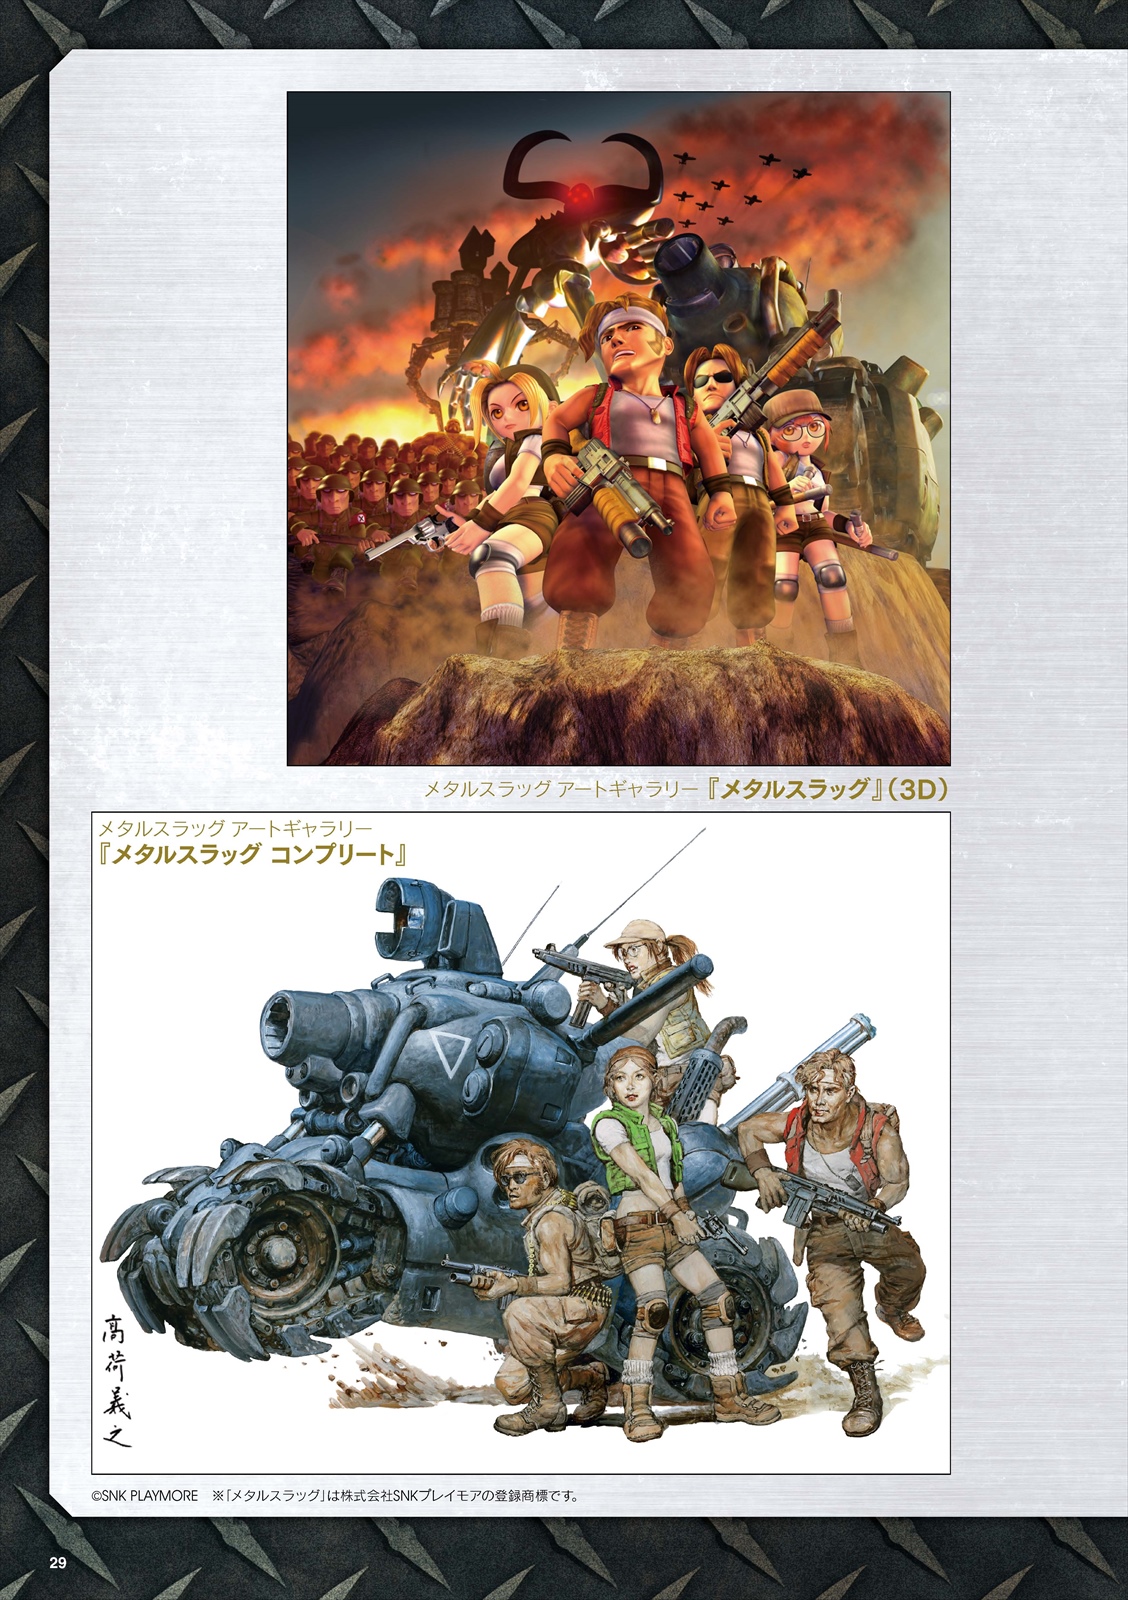 メタルスラッグ アートギャラリー 『メタルスラッグ』(3D)
メタルスラッグ アートギャラリー
『メタルスラッグ コンプリート』
高荷義之
©SNK PLAYMORE ※「メタルスラッグ」は株式会社SNKプレイモアの登録商標です。
29